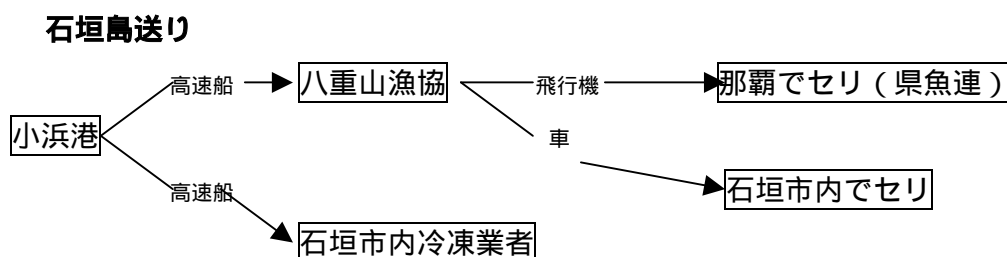 石垣島送り
高速船
八重山漁協
飛行機
那覇でセリ（県魚連）
小浜港
車
高速船
石垣市内でセリ
石垣市内冷凍業者